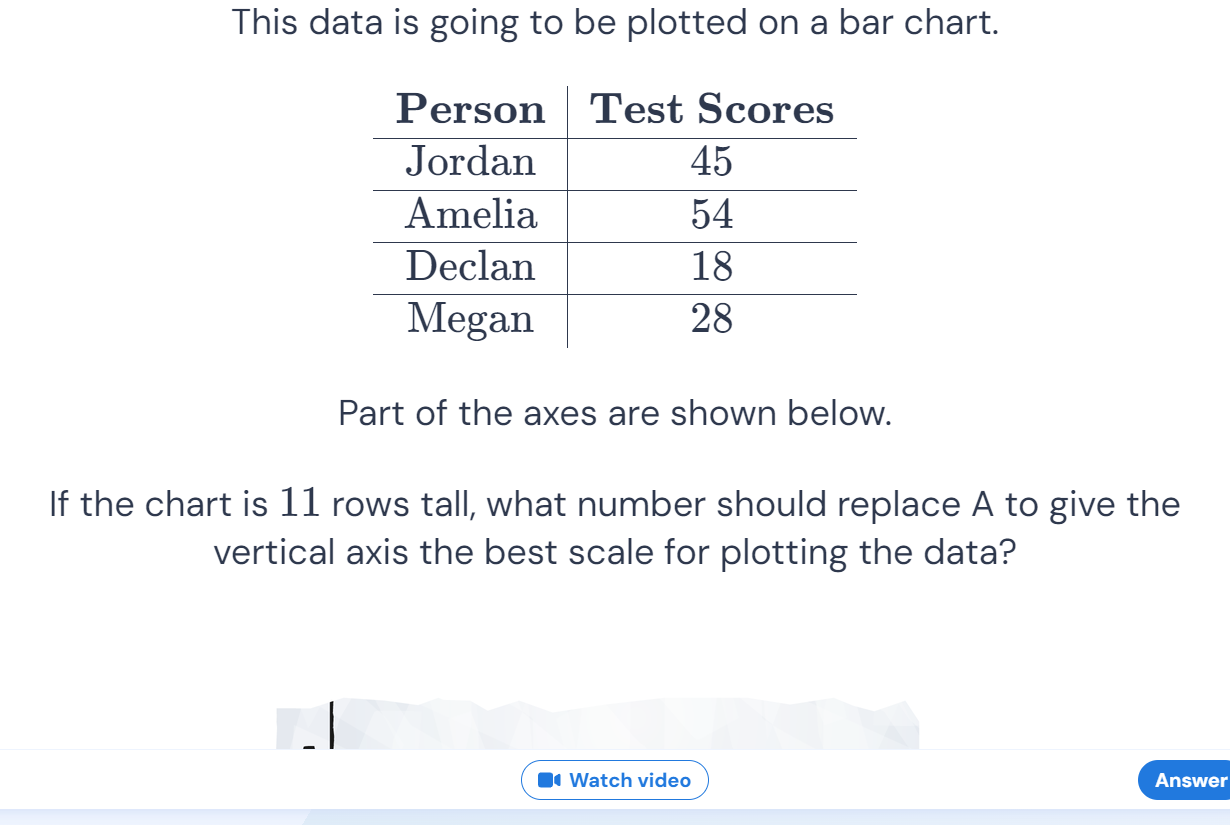 This data is going to be plotted on a bar chart.
Person Test Scores
Jordan 45
Amelia 54
Declan 18
Megan 28
Part of the axes are shown below.
If the chart is 11 rows tall, what number should replace A to give the
vertical axis the best scale for plotting the data?
Watch video
Answer